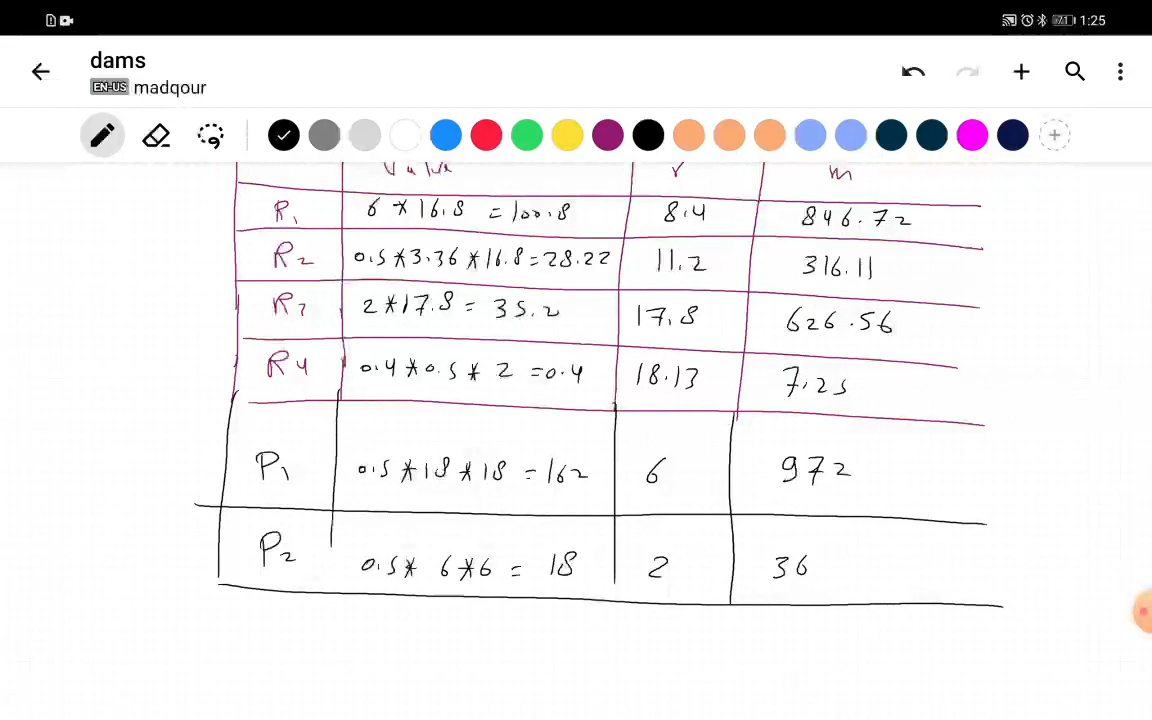 1:25
dams
EN-US madqour
Value r m
R1 6 * 16.8 = 100.8 8.4 846.72
R2 0.5*3.36*16.8=28.22 11.2 316.11
R3 2*17.8 = 35.2 17.8 626.56
R4 0.4*0.5*2=0.4 18.13 7.25
P1 0.5*18*18=162 6 972
P2 0.5*6*6 = 18 2 36